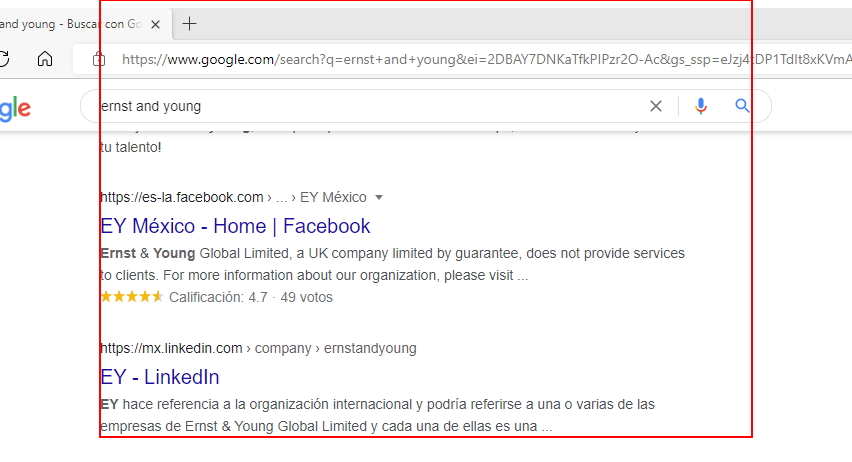 and young - Buscar con Go
https://www.google.com/search?q=ernst+and+young&ei=2DBAY7DNKaTfkPIPzr2O-Ac&gs_ssp=eJzj4tDP1TdIt8xKVmA
gle
ernst and young
tu talento!
https://es-la.facebook.com › ... › EY México
EY México - Home | Facebook
Ernst & Young Global Limited, a UK company limited by guarantee, does not provide services
to clients. For more information about our organization, please visit ...
Calificación: 4.7 · 49 votos
https://mx.linkedin.com › company › ernstandyoung
EY - LinkedIn
EY hace referencia a la organización internacional y podría referirse a una o varias de las
empresas de Ernst & Young Global Limited y cada una de ellas es una ...